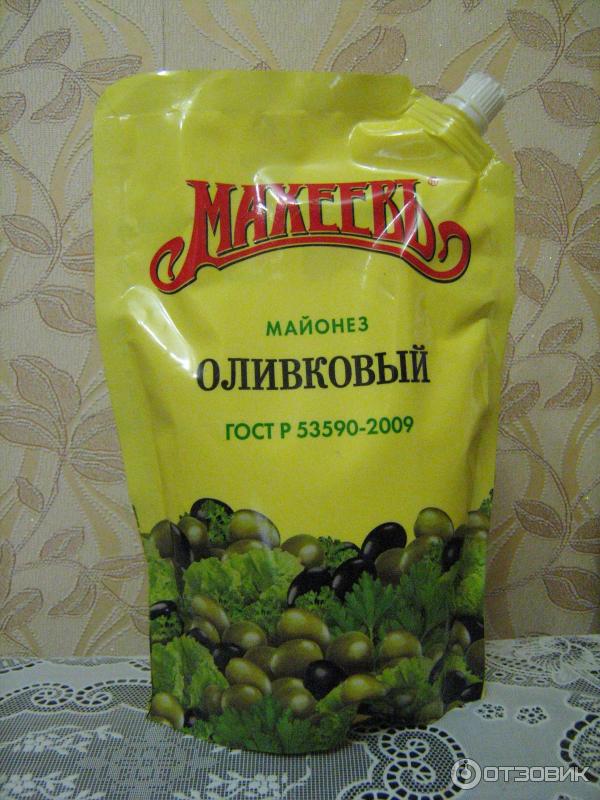 МАХЕЕВЪ®
МАЙОНЕЗ
ОЛИВКОВЫЙ
ГОСТ Р 53590-2009
ОТЗОВИК